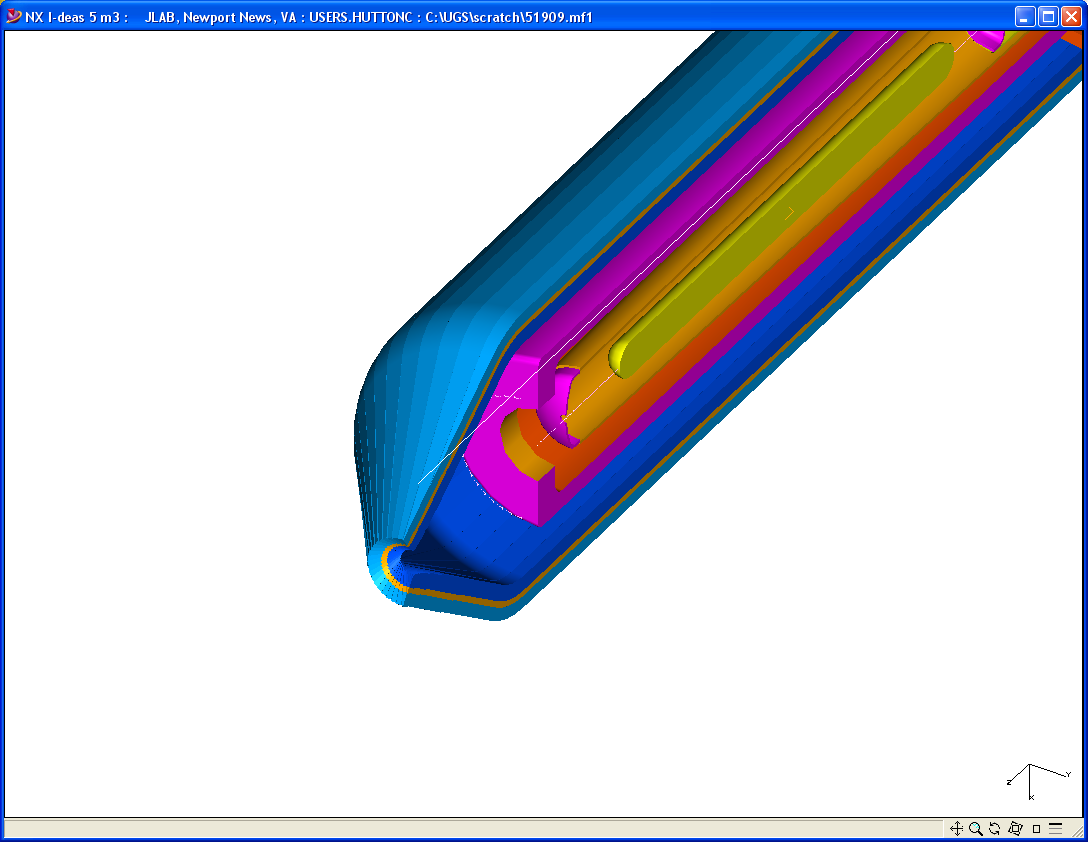 NX I-deas 5 m3 : JLAB, Newport News, VA : USERS.HUTTONC : C:\UGS\scratch\51909.mf1
Y
Z
X